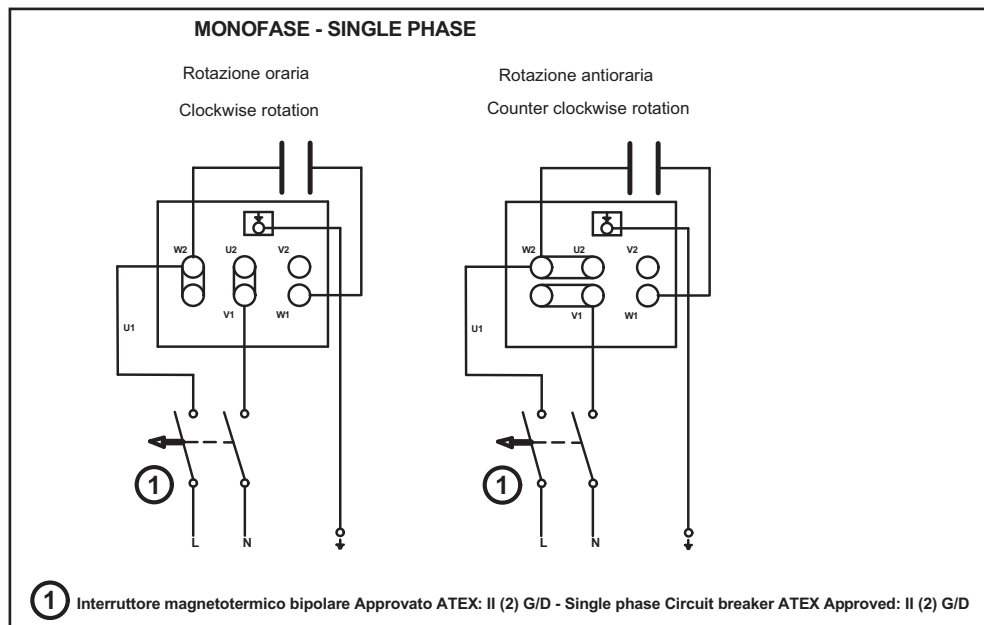 MONOFASE - SINGLE PHASE
Rotazione oraria
Clockwise rotation
W2 U2 V2
U1 V1 W1
1
L N
Rotazione antioraria
Counter clockwise rotation
W2 U2 V2
U1 V1 W1
1
L N
1 Interruttore magnetotermico bipolare Approvato ATEX: II (2) G/D - Single phase Circuit breaker ATEX Approved: II (2) G/D